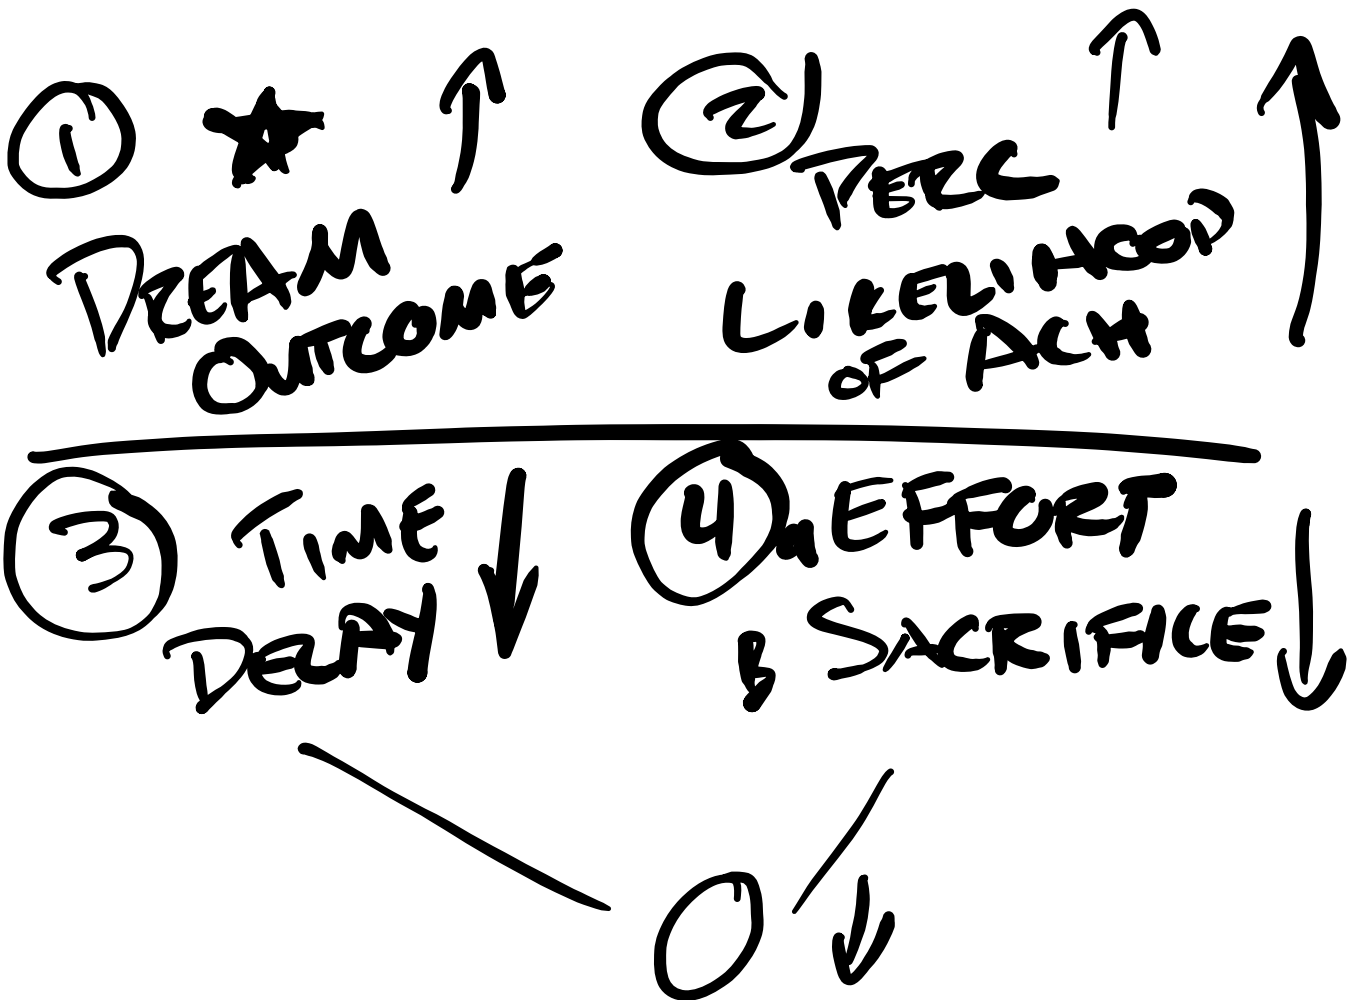 1
DREAM
OUTCOME
2
PERC
LIKELIHOOD
OF ACH
3 TIME
DELAY
4 a EFFORT
B SACRIFICE
0